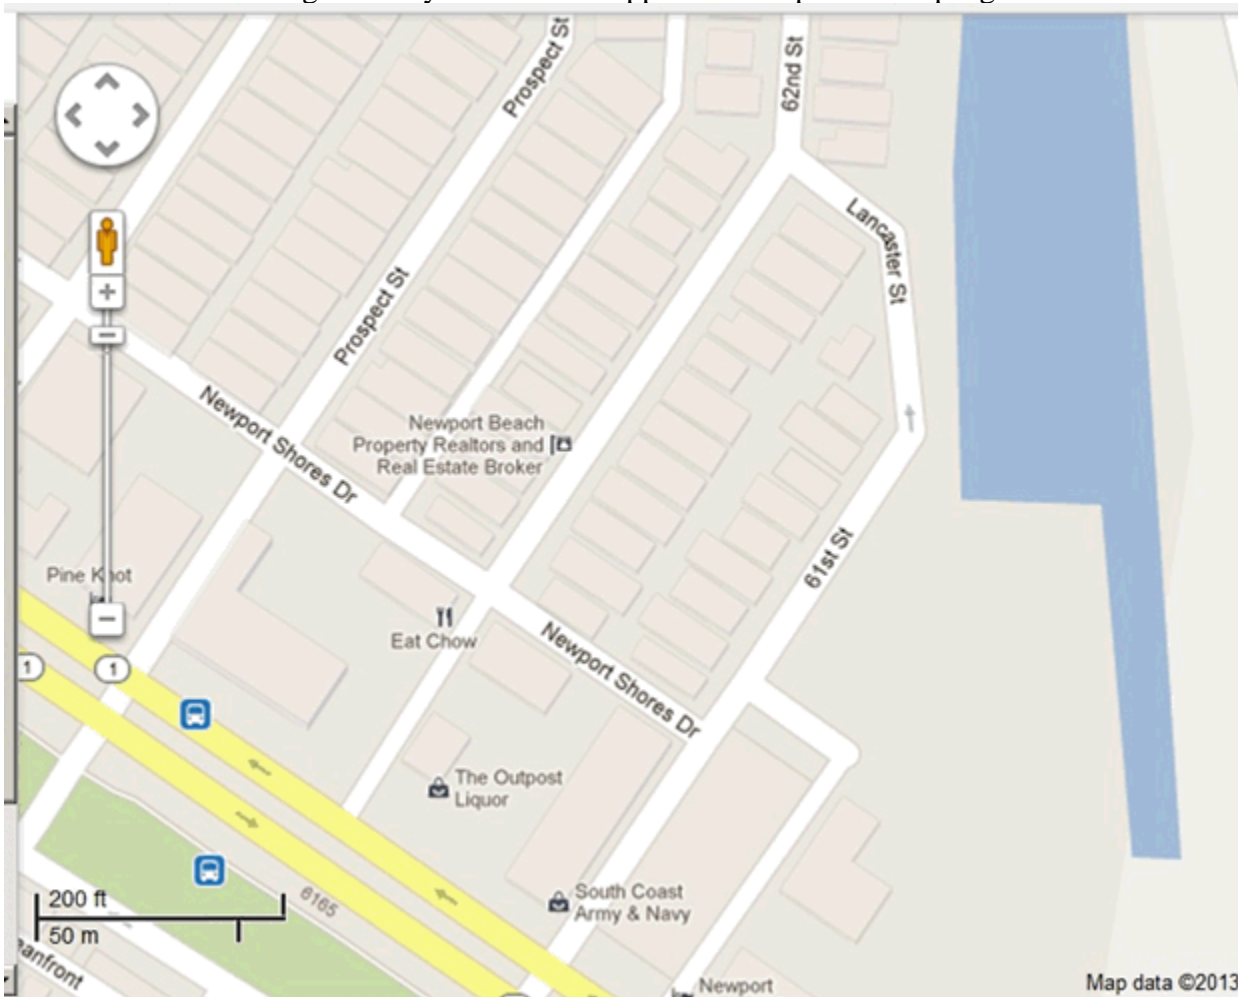 Prospect St
62nd St
Lancaster St
Prospect St
Newport Shores Dr
Newport Beach
Property Realtors and
Real Estate Broker
61st St
Pine Knot
Eat Chow
1
1
Newport Shores Dr
The Outpost
Liquor
South Coast
Army & Navy
6165
200 ft
50 m
Newport
Map data ©2013